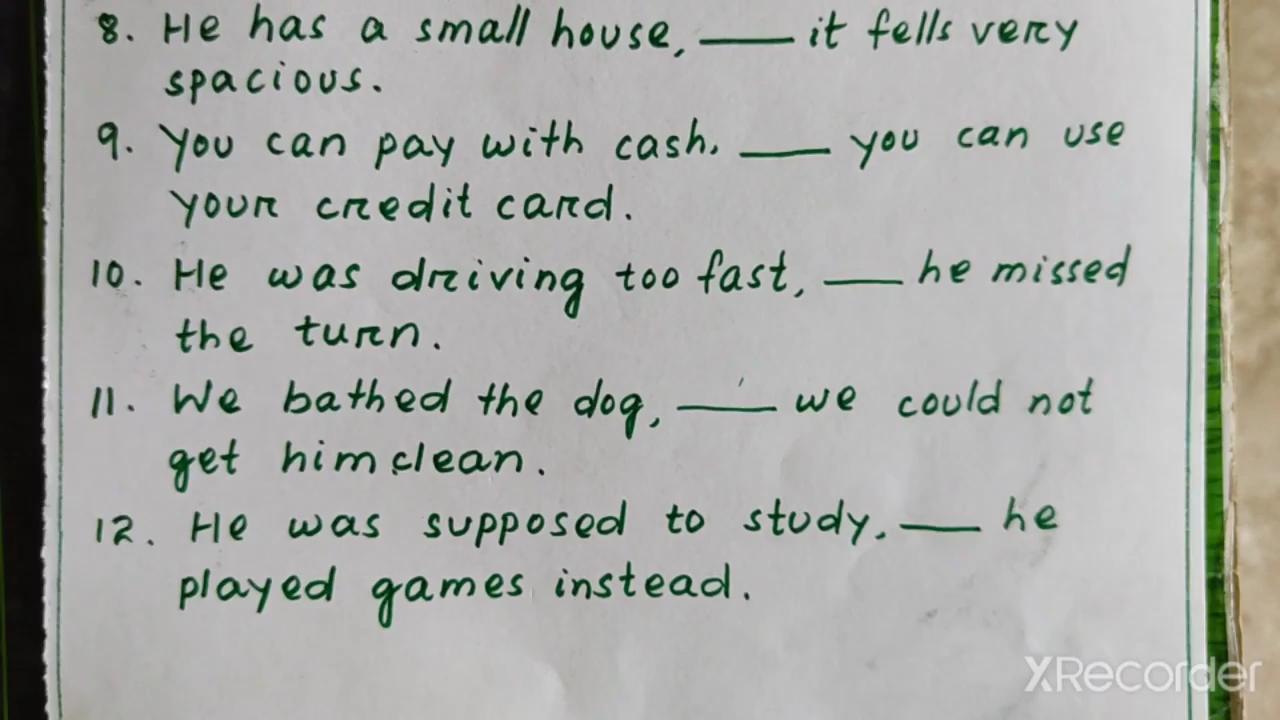 8. He has a small house, ___ it fells very
spacious.
9. You can pay with cash, ___ you can use
your credit card.
10. He was driving too fast, ___ he missed
the turn.
11. We bathed the dog, ___ we could not
get him clean.
12. He was supposed to study, ___ he
played games instead.
XRecorder